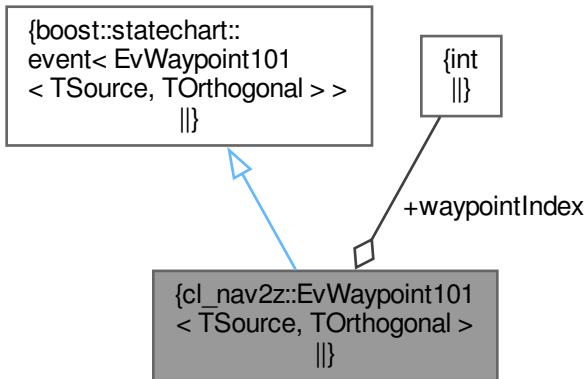 {boost::statechart::
event< EvWaypoint101
< TSource, TOrthogonal > >
||}
{int
||}
+waypointIndex
{cl_nav2z::EvWaypoint101
< TSource, TOrthogonal >
||}